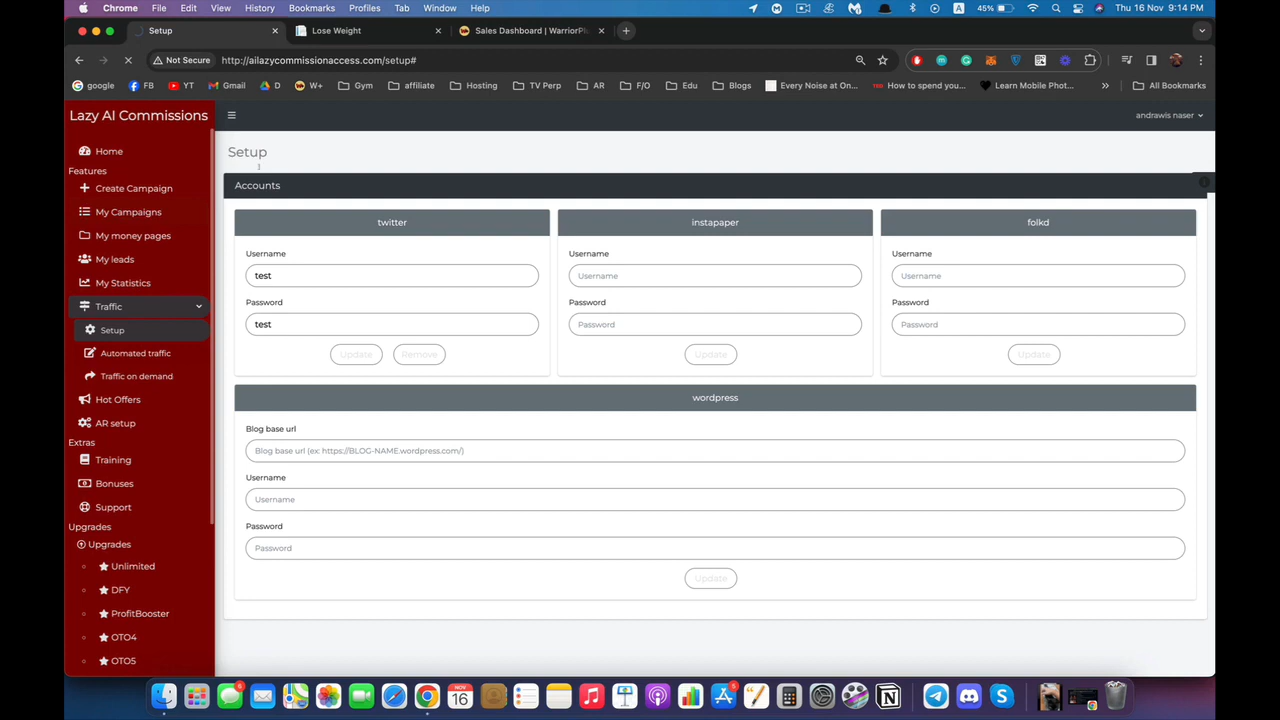 Chrome File Edit View History Bookmarks Profiles Tab Window Help 45% Thu 16 Nov 9:14 PM
Setup Lose Weight Sales Dashboard | WarriorPlu
Not Secure http://ailazycommissionaccess.com/setup#
google FB YT Gmail D W+ Gym affiliate Hosting TV Perp AR F/O Edu Blogs Every Noise at On... How to spend you... Learn Mobile Phot... All Bookmarks
Lazy AI Commissions
andrawis naser
Home
Features
Create Campaign
My Campaigns
My money pages
My leads
My Statistics
Traffic
Setup
Automated traffic
Traffic on demand
Hot Offers
AR setup
Extras
Training
Bonuses
Support
Upgrades
Upgrades
Unlimited
DFY
ProfitBooster
OTO4
OTO5
Setup
Accounts
twitter
Username
test
Password
test
Update Remove
instapaper
Username
Username
Password
Password
Update
folkd
Username
Username
Password
Password
Update
wordpress
Blog base url
Blog base url (ex: https://BLOG-NAME.wordpress.com/)
Username
Username
Password
Password
Update